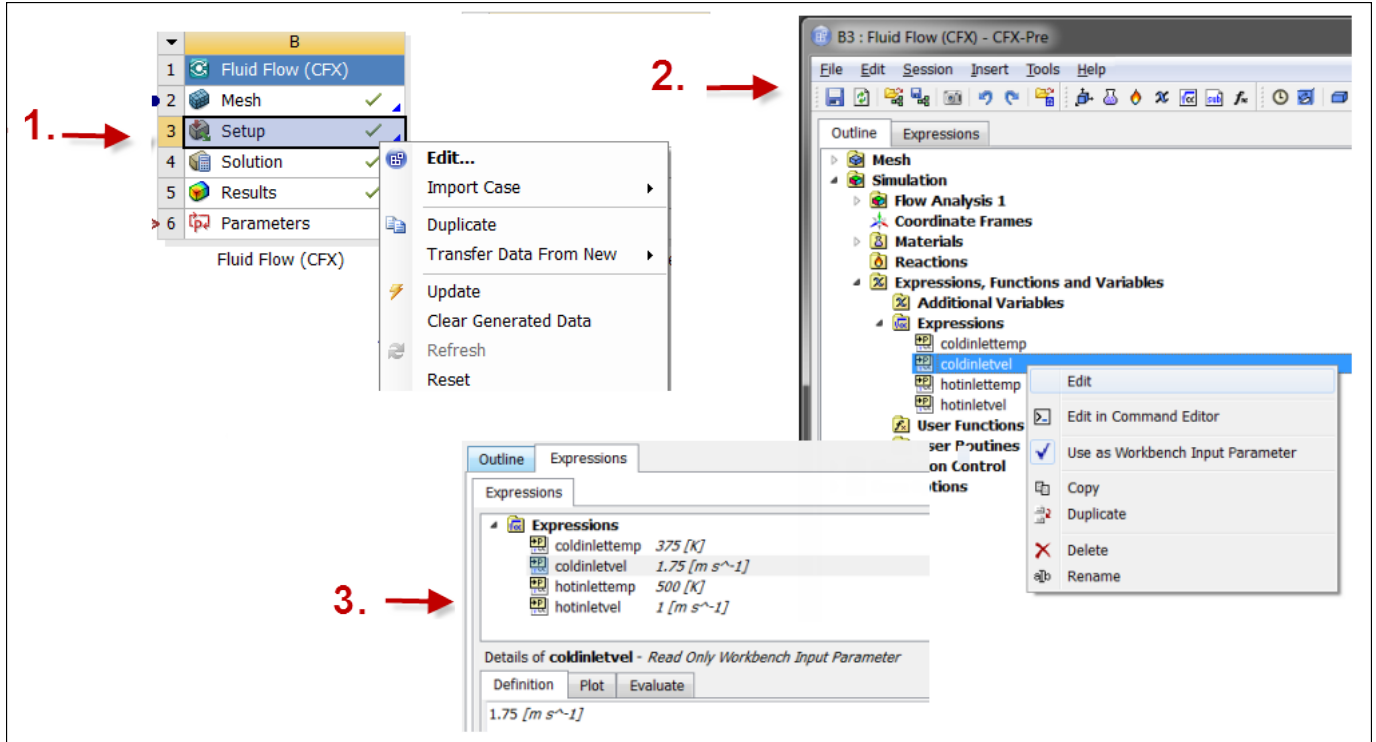 1.
B
1 Fluid Flow (CFX)
2 Mesh
3 Setup
4 Solution
5 Results
6 Parameters
Fluid Flow (CFX)
Edit...
Import Case
Duplicate
Transfer Data From New
Update
Clear Generated Data
Refresh
Reset
2.
B3 : Fluid Flow (CFX) - CFX-Pre
File Edit Session Insert Tools Help
Outline Expressions
Mesh
Simulation
Flow Analysis 1
Coordinate Frames
Materials
Reactions
Expressions, Functions and Variables
Additional Variables
Expressions
coldinlettemp
coldinletvel
hotinlettemp
hotinletvel
User Functions
ser Routines
on Control
tions
Edit
Edit in Command Editor
Use as Workbench Input Parameter
Copy
Duplicate
Delete
Rename
3.
Outline Expressions
Expressions
Expressions
coldinlettemp 375 [K]
coldinletvel 1.75 [m s^-1]
hotinlettemp 500 [K]
hotinletvel 1 [m s^-1]
Details of coldinletvel - Read Only Workbench Input Parameter
Definition Plot Evaluate
1.75 [m s^-1]